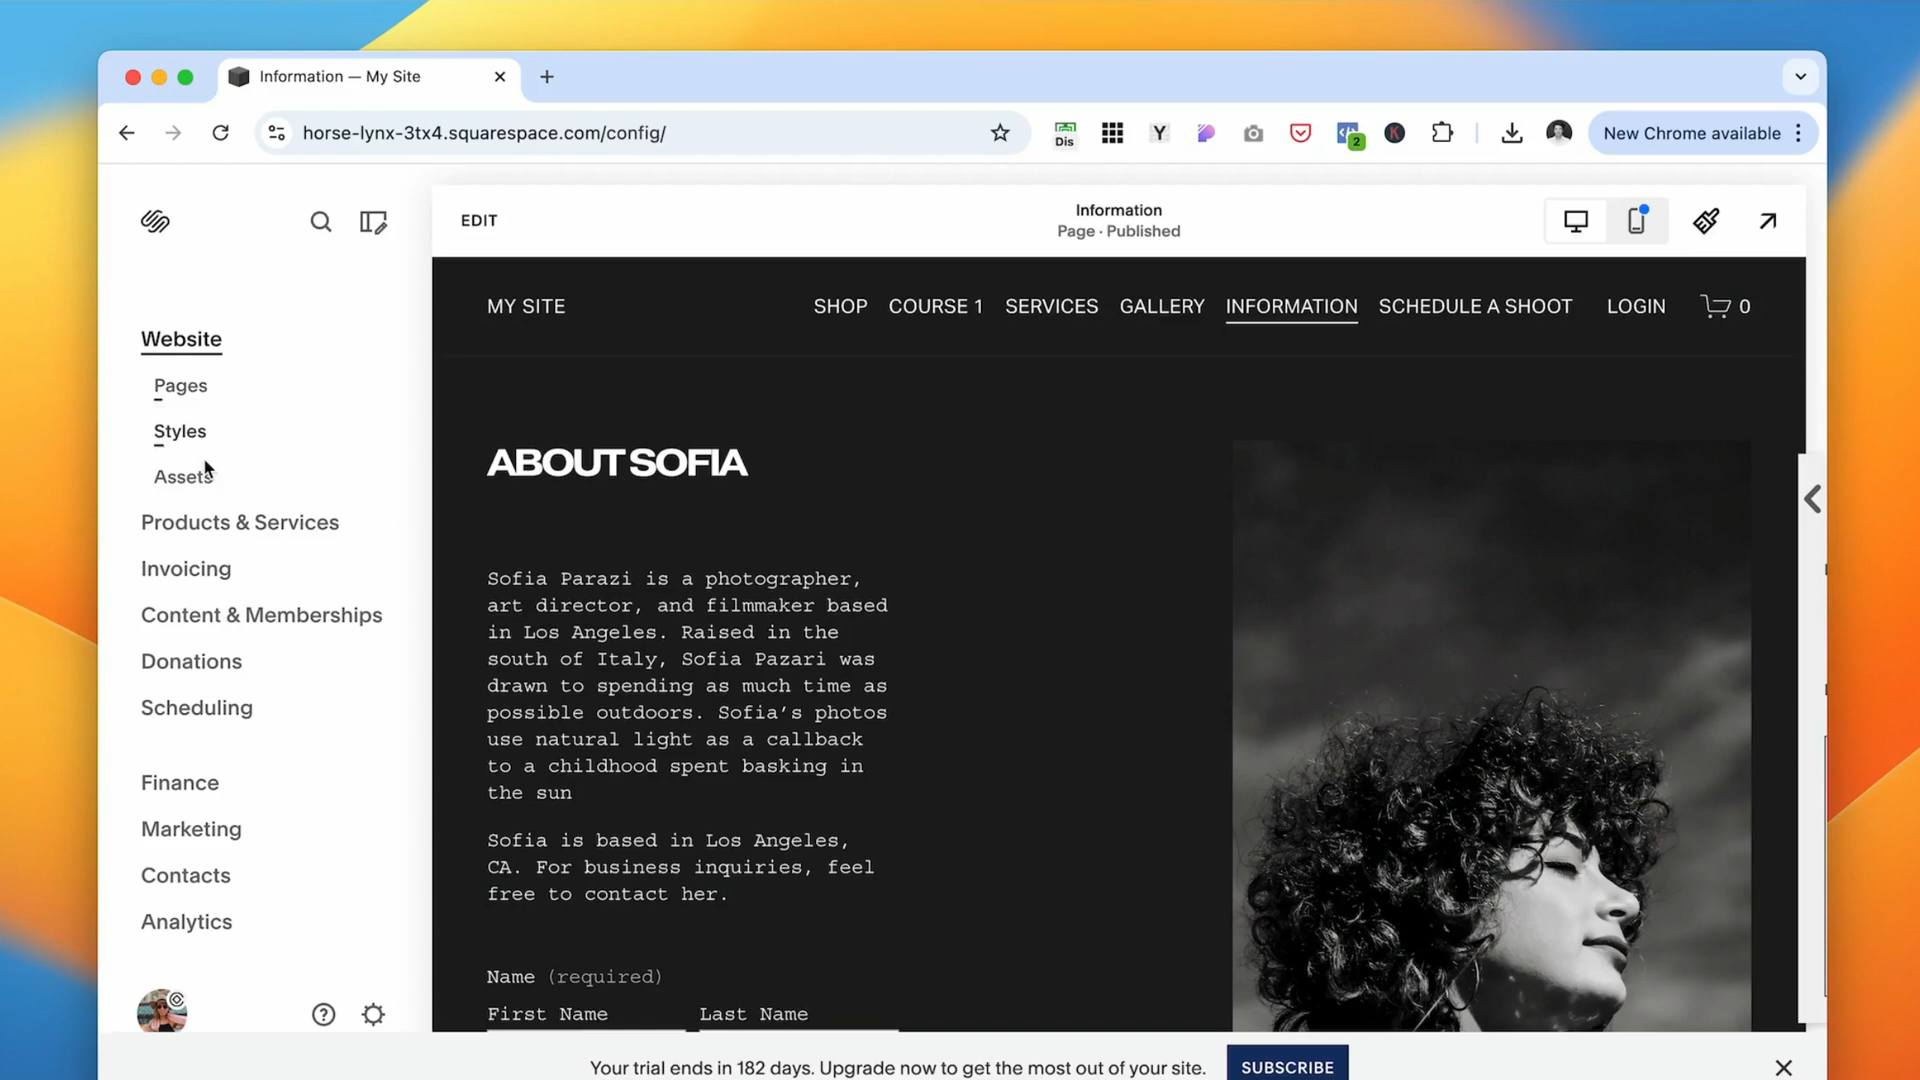 Information — My Site
horse-lynx-3tx4.squarespace.com/config/
Dis
Y
2
K
New Chrome available
EDIT
Information
Page · Published
Website
Pages
Styles
Assets
Products & Services
Invoicing
Content & Memberships
Donations
Scheduling
Finance
Marketing
Contacts
Analytics
MY SITE
SHOP COURSE 1 SERVICES GALLERY INFORMATION SCHEDULE A SHOOT LOGIN 0
ABOUT SOFIA
Sofia Parazi is a photographer,
art director, and filmmaker based
in Los Angeles. Raised in the
south of Italy, Sofia Pazari was
drawn to spending as much time as
possible outdoors. Sofia’s photos
use natural light as a callback
to a childhood spent basking in
the sun
Sofia is based in Los Angeles,
CA. For business inquiries, feel
free to contact her.
Name (required)
First Name Last Name
Your trial ends in 182 days. Upgrade now to get the most out of your site.
SUBSCRIBE